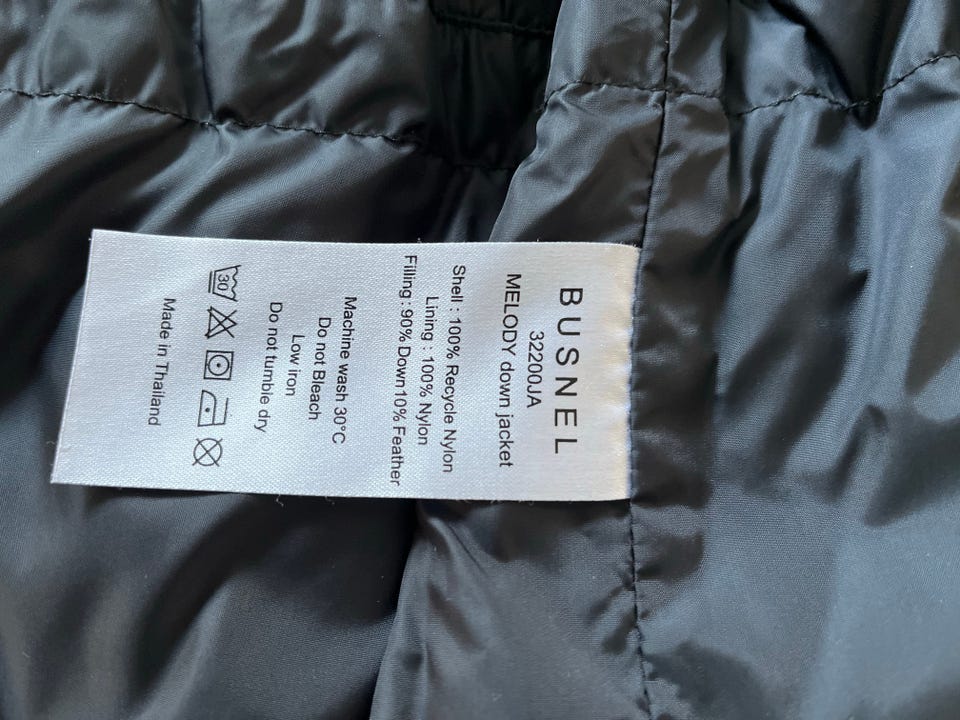 BUSNEL
32200JA
MELODY down jacket
Shell : 100% Recycle Nylon
Lining : 100% Nylon
Filling : 90% Down10% Feather
Machine wash 30°C
Do not Bleach
Low iron
Do not tumble dry
30
Made in Thailand